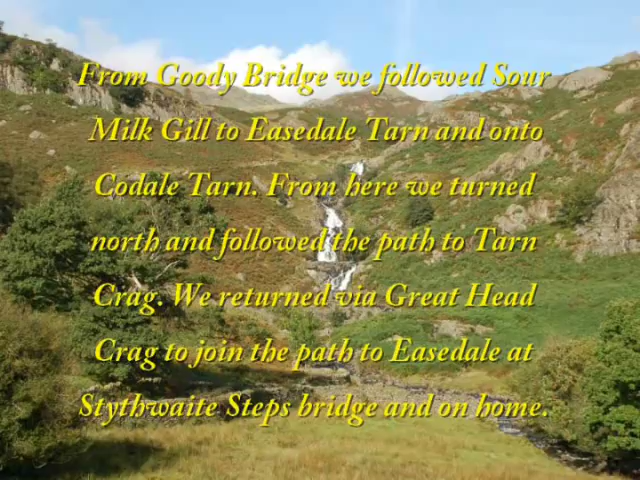 From Goody Bridge we followed Sour
Milk Gill to Easedale Tarn and onto
Codale Tarn. From here we turned
north and followed the path to Tarn
Crag. We returned via Great Head
Crag to join the path to Easedale at
Stythwaite Steps bridge and on home.